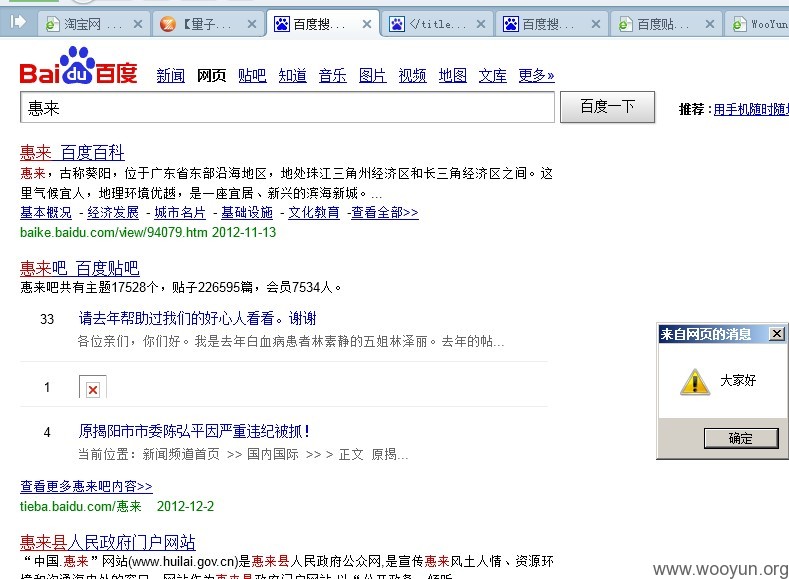 淘宝网 ...
【量子...
百度搜...
</title...
百度搜...
百度贴...
WooYun
Bai du 百度
新闻 网页 贴吧 知道 音乐 图片 视频 地图 文库 更多»
惠来
百度一下
推荐 : 用手机随时随地
惠来_百度百科
惠来，古称葵阳，位于广东省东部沿海地区，地处珠江三角州经济区和长三角经济区之间。这
里气候宜人，地理环境优越，是一座宜居、新兴的滨海新城。...
基本概况 - 经济发展 - 城市名片 - 基础设施 - 文化教育 -查看全部>>
baike.baidu.com/view/94079.htm 2012-11-13
惠来吧_百度贴吧
惠来吧共有主题17528个，贴子226595篇，会员7534人。
33 请去年帮助过我们的好心人看看。谢谢
各位亲们，你们好。我是去年白血病患者林素静的五姐林泽丽。去年的帖...
1
4 原揭阳市市委陈弘平因严重违纪被抓！
当前位置：新闻频道首页 >> 国内国际 >> > 正文 原揭...
查看更多惠来吧内容>>
tieba.baidu.com/惠来 2012-12-2
惠来县人民政府门户网站
“中国.惠来”网站(www.huilai.gov.cn)是惠来县人民政府公众网,是宣传惠来风土人情、资源环
来自网页的消息
大家好
确定
www.wooyun.org